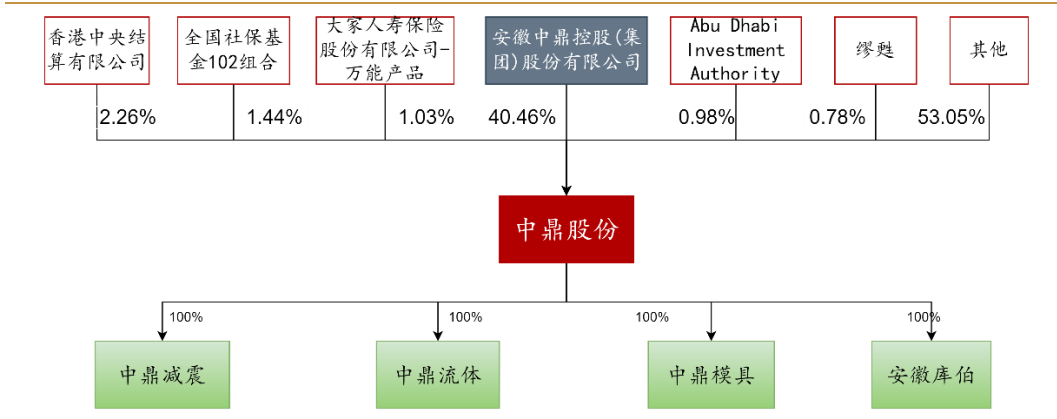 香港中央结
算有限公司
全国社保基
金102组合
大家人寿保险
股份有限公司-
万能产品
安徽中鼎控股(集
团)股份有限公司
Abu Dhabi
Investment
Authority
缪甦
其他
2.26%
1.44%
1.03%
40.46%
0.98%
0.78%
53.05%
中鼎股份
100%
100%
100%
100%
中鼎减震
中鼎流体
中鼎模具
安徽库伯